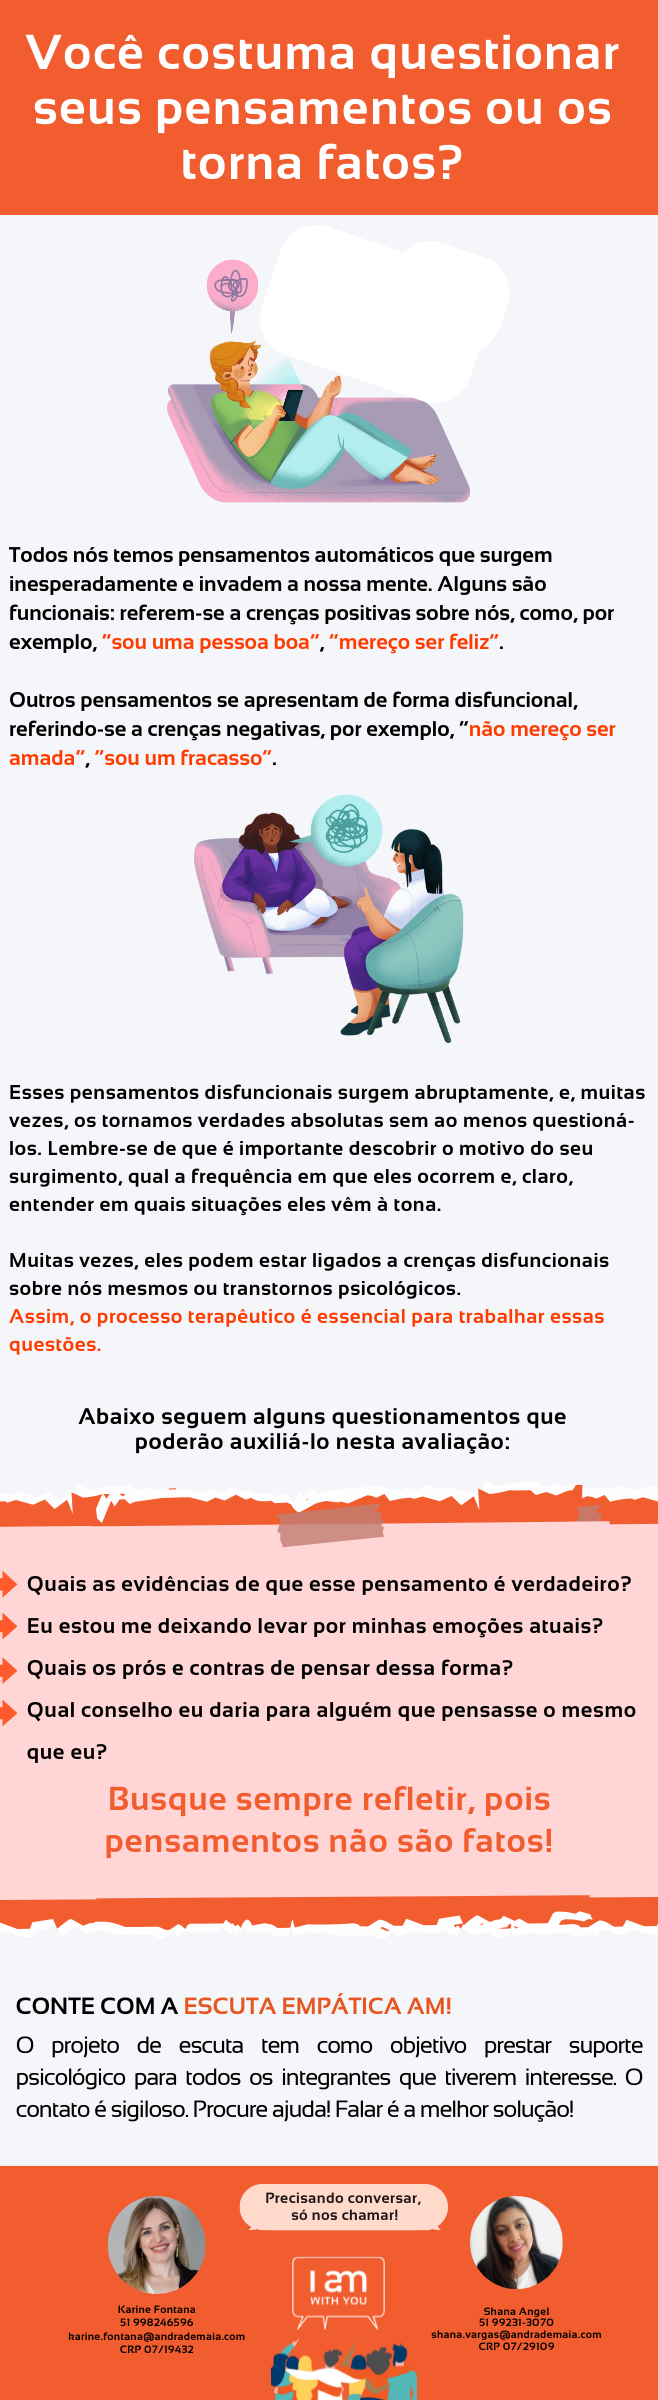 Você costuma questionar
seus pensamentos ou os
torna fatos?
Todos nós temos pensamentos automáticos que surgem
inesperadamente e invadem a nossa mente. Alguns são
funcionais: referem-se a crenças positivas sobre nós, como, por
exemplo, "sou uma pessoa boa", "mereço ser feliz".
Outros pensamentos se apresentam de forma disfuncional,
referindo-se a crenças negativas, por exemplo, "não mereço ser
amada", "sou um fracasso".
Esses pensamentos disfuncionais surgem abruptamente, e, muitas
vezes, os tornamos verdades absolutas sem ao menos questioná-
los. Lembre-se de que é importante descobrir o motivo do seu
surgimento, qual a frequência em que eles ocorrem e, claro,
entender em quais situações eles vêm à tona.
Muitas vezes, eles podem estar ligados a crenças disfuncionais
sobre nós mesmos ou transtornos psicológicos.
Assim, o processo terapêutico é essencial para trabalhar essas
questões.
Abaixo seguem alguns questionamentos que
poderão auxiliá-lo nesta avaliação:
Quais as evidências de que esse pensamento é verdadeiro?
Eu estou me deixando levar por minhas emoções atuais?
Quais os prós e contras de pensar dessa forma?
Qual conselho eu daria para alguém que pensasse o mesmo
que eu?
Busque sempre refletir, pois
pensamentos não são fatos!
CONTE COM A ESCUTA EMPÁTICA AM!
O projeto de escuta tem como objetivo prestar suporte
psicológico para todos os integrantes que tiverem interesse. O
contato é sigiloso. Procure ajuda! Falar é a melhor solução!
Precisando conversar,
só nos chamar!
I am
WITH YOU
Karine Fontana
51 998246596
karine.fontana@andrademaia.com
CRP 07/19432
Shana Angel
51 99231-3070
shana.vargas@andrademaia.com
CRP 07/29109